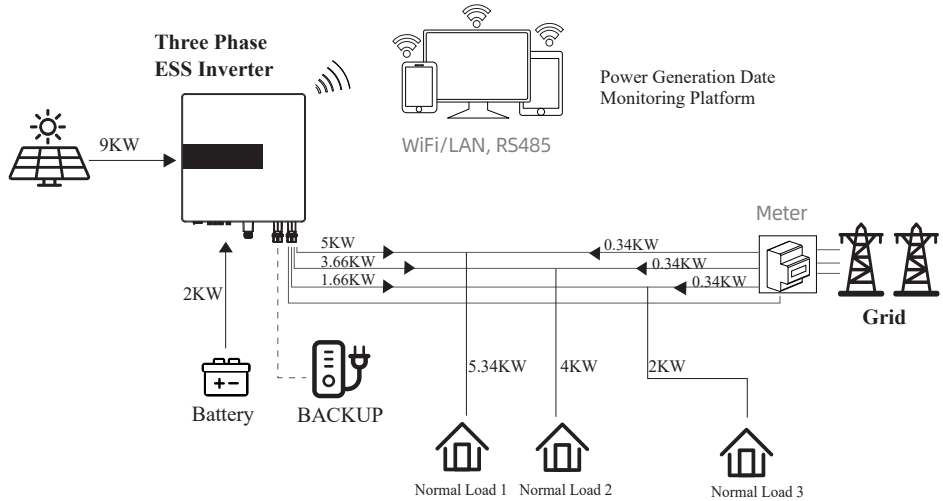 Three Phase
ESS Inverter
Power Generation Date
Monitoring Platform
WiFi/LAN, RS485
9KW
Meter
5KW
0.34KW
3.66KW
0.34KW
1.66KW
0.34KW
2KW
Grid
5.34KW
4KW
2KW
Battery
BACKUP
Normal Load 1
Normal Load 2
Normal Load 3